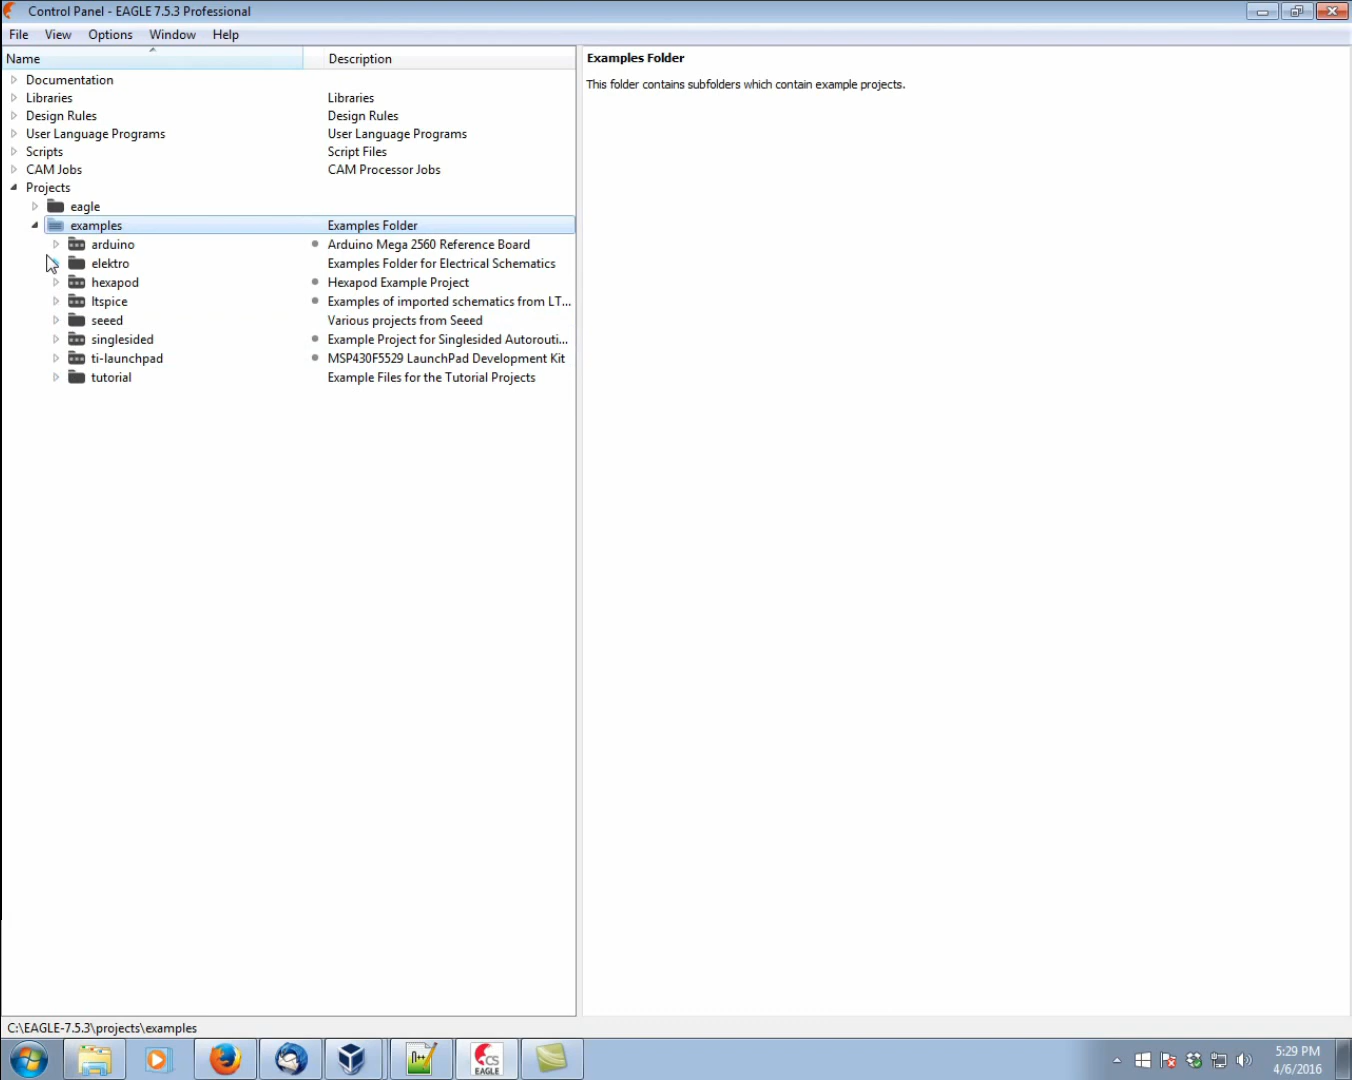 Control Panel - EAGLE 7.5.3 Professional
File View Options Window Help
Name Description
Documentation
Libraries Libraries
Design Rules Design Rules
User Language Programs User Language Programs
Scripts Script Files
CAM Jobs CAM Processor Jobs
Projects
eagle
examples Examples Folder
arduino Arduino Mega 2560 Reference Board
elektro Examples Folder for Electrical Schematics
hexapod Hexapod Example Project
ltspice Examples of imported schematics from LT...
seeed Various projects from Seeed
singlesided Example Project for Singlesided Autorouti...
ti-launchpad MSP430F5529 LaunchPad Development Kit
tutorial Example Files for the Tutorial Projects
Examples Folder
This folder contains subfolders which contain example projects.
C:\EAGLE-7.5.3\projects\examples
n++
CS
EAGLE
5:29 PM
4/6/2016